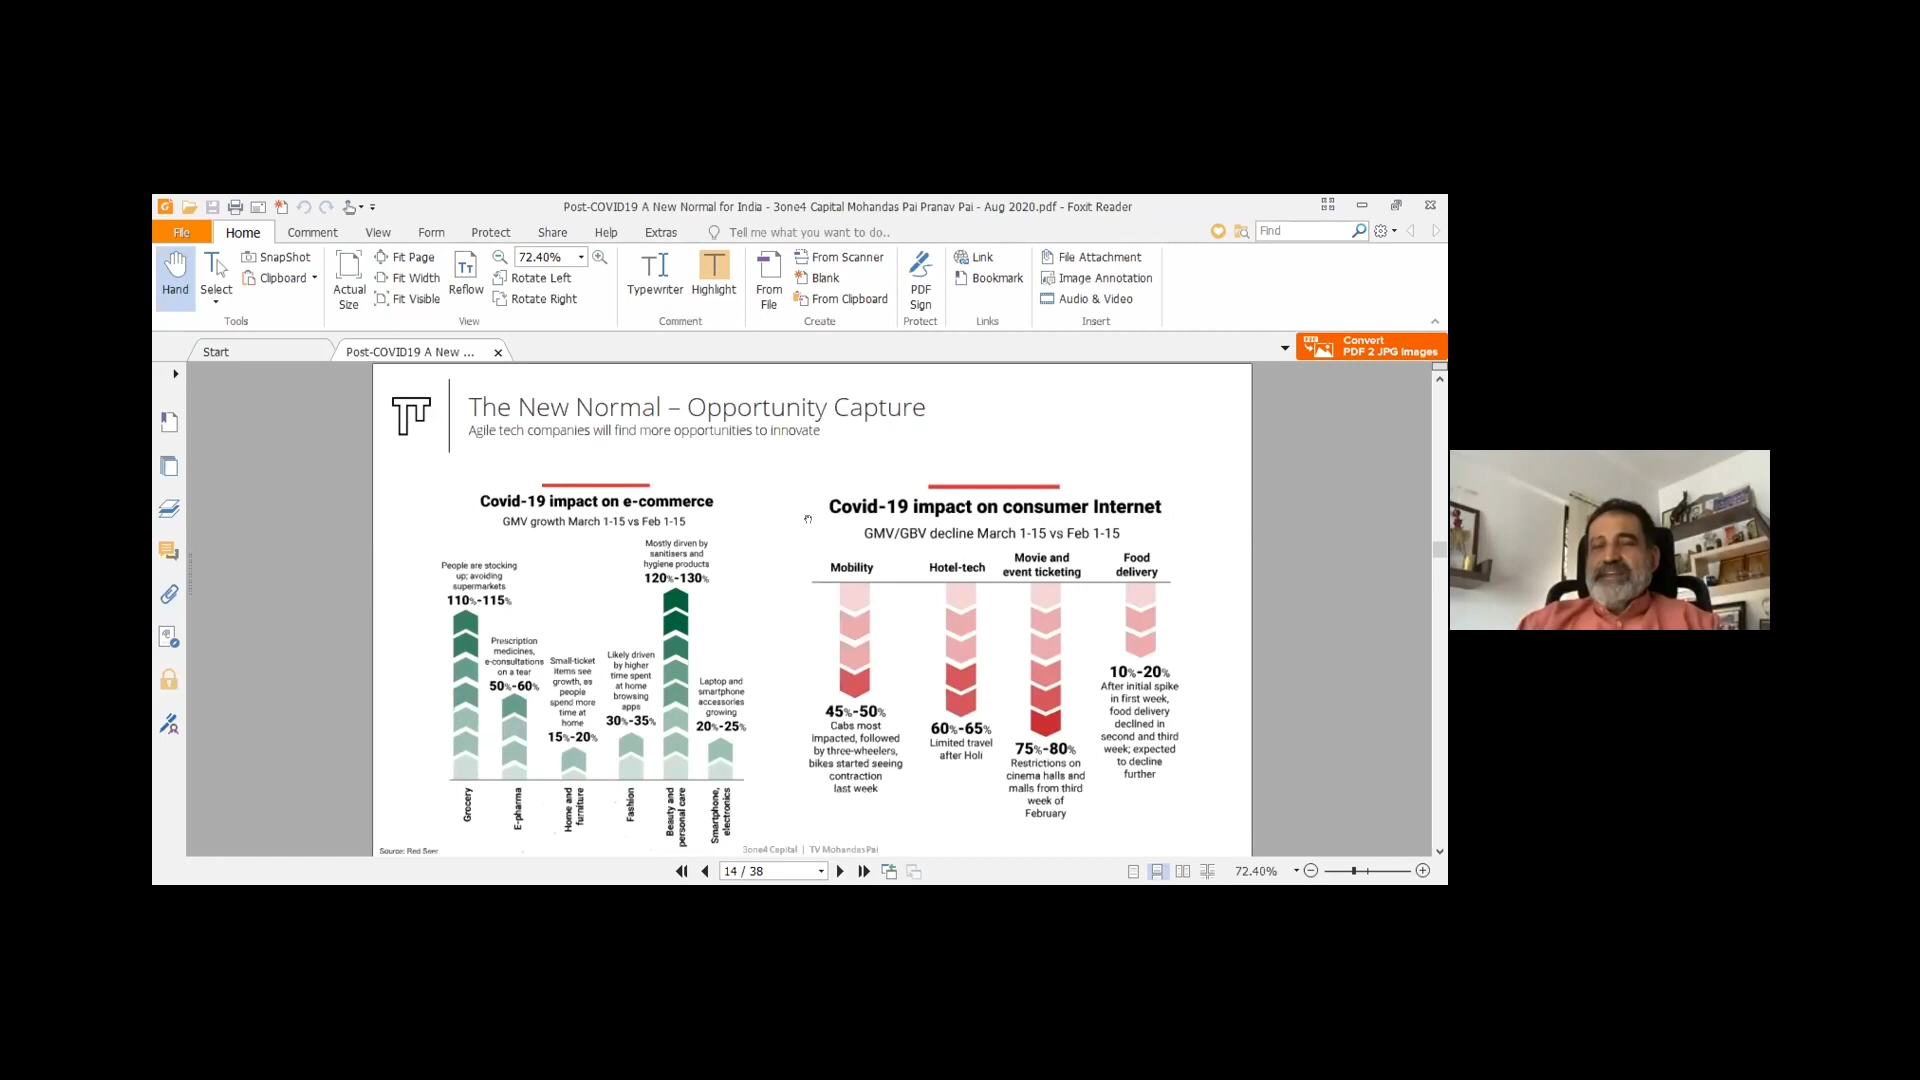 Post-COVID19 A New Normal for India - 3one4 Capital Mohandas Pai Pranav Pai - Aug 2020.pdf - Foxit Reader
File Home Comment View Form Protect Share Help Extras Tell me what you want to do.. Find
Hand
Select
SnapShot
Clipboard
Tools
Actual
Size
Fit Page
Fit Width
Fit Visible
Reflow
72.40%
Rotate Left
Rotate Right
View
Typewriter
Highlight
Comment
From
File
From Scanner
Blank
From Clipboard
Create
PDF
Sign
Protect
Link
Bookmark
Links
File Attachment
Image Annotation
Audio & Video
Insert
Start
Post-COVID19 A New ...
Convert
PDF 2 JPG Images
The New Normal – Opportunity Capture
Agile tech companies will find more opportunities to innovate
Covid-19 impact on e-commerce
GMV growth March 1-15 vs Feb 1-15
People are stocking
up; avoiding
supermarkets
110%-115%
Prescription
medicines,
e-consultations
on a tear
50%-60%
Small-ticket
items see
growth, as
people
spend more
time at
home
15%-20%
Likely driven
by higher
time spent
at home
browsing
apps
30%-35%
Mostly driven by
sanitisers and
hygiene products
120%-130%
Laptop and
smartphone
accessories
growing
20%-25%
Grocery
E-pharma
Home and
furniture
Fashion
Beauty and
personal care
Smartphone,
electronics
Covid-19 impact on consumer Internet
GMV/GBV decline March 1-15 vs Feb 1-15
Mobility
Hotel-tech
Movie and
event ticketing
Food
delivery
45%-50%
Cabs most
impacted, followed
by three-wheelers,
bikes started seeing
contraction
last week
60%-65%
Limited travel
after Holi
75%-80%
Restrictions on
cinema halls and
malls from third
week of
February
10%-20%
After initial spike
in first week,
food delivery
declined in
second and third
week; expected
to decline
further
Source: Red Seer
3one4 Capital | TV Mohandas Pai
14 / 38
72.40%